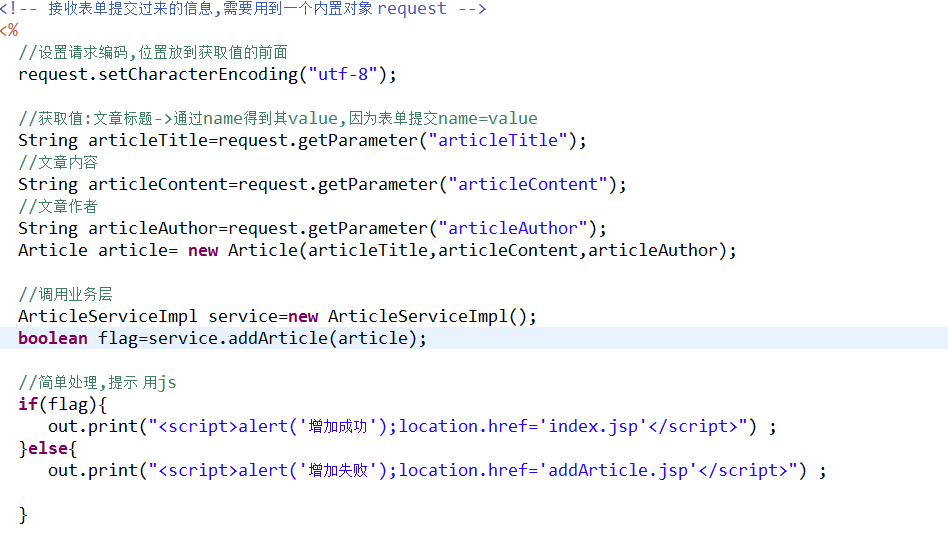 <!-- 接收表单提交过来的信息,需要用到一个内置对象 request -->
<%
//设置请求编码,位置放到获取值的前面
request.setCharacterEncoding("utf-8");
//获取值:文章标题->通过name得到其value,因为表单提交name=value
String articleTitle=request.getParameter("articleTitle");
//文章内容
String articleContent=request.getParameter("articleContent");
//文章作者
String articleAuthor=request.getParameter("articleAuthor");
Article article= new Article(articleTitle,articleContent,articleAuthor);
//调用业务层
ArticleServiceImpl service=new ArticleServiceImpl();
boolean flag=service.addArticle(article);
//简单处理,提示 用js
if(flag){
out.print("<script>alert('增加成功');location.href='index.jsp'</script>") ;
}else{
out.print("<script>alert('增加失败');location.href='addArticle.jsp'</script>") ;
}